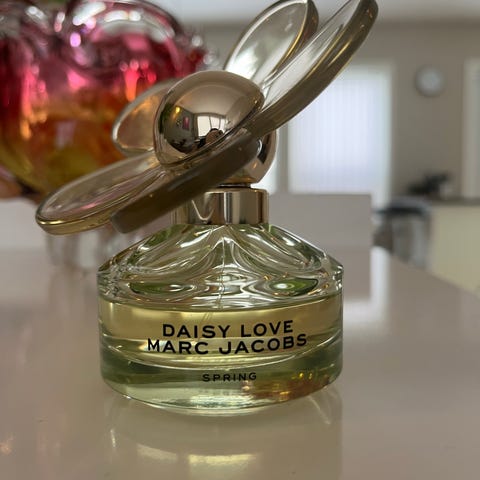 DAISY LOVE
MARC JACOBS
SPRING